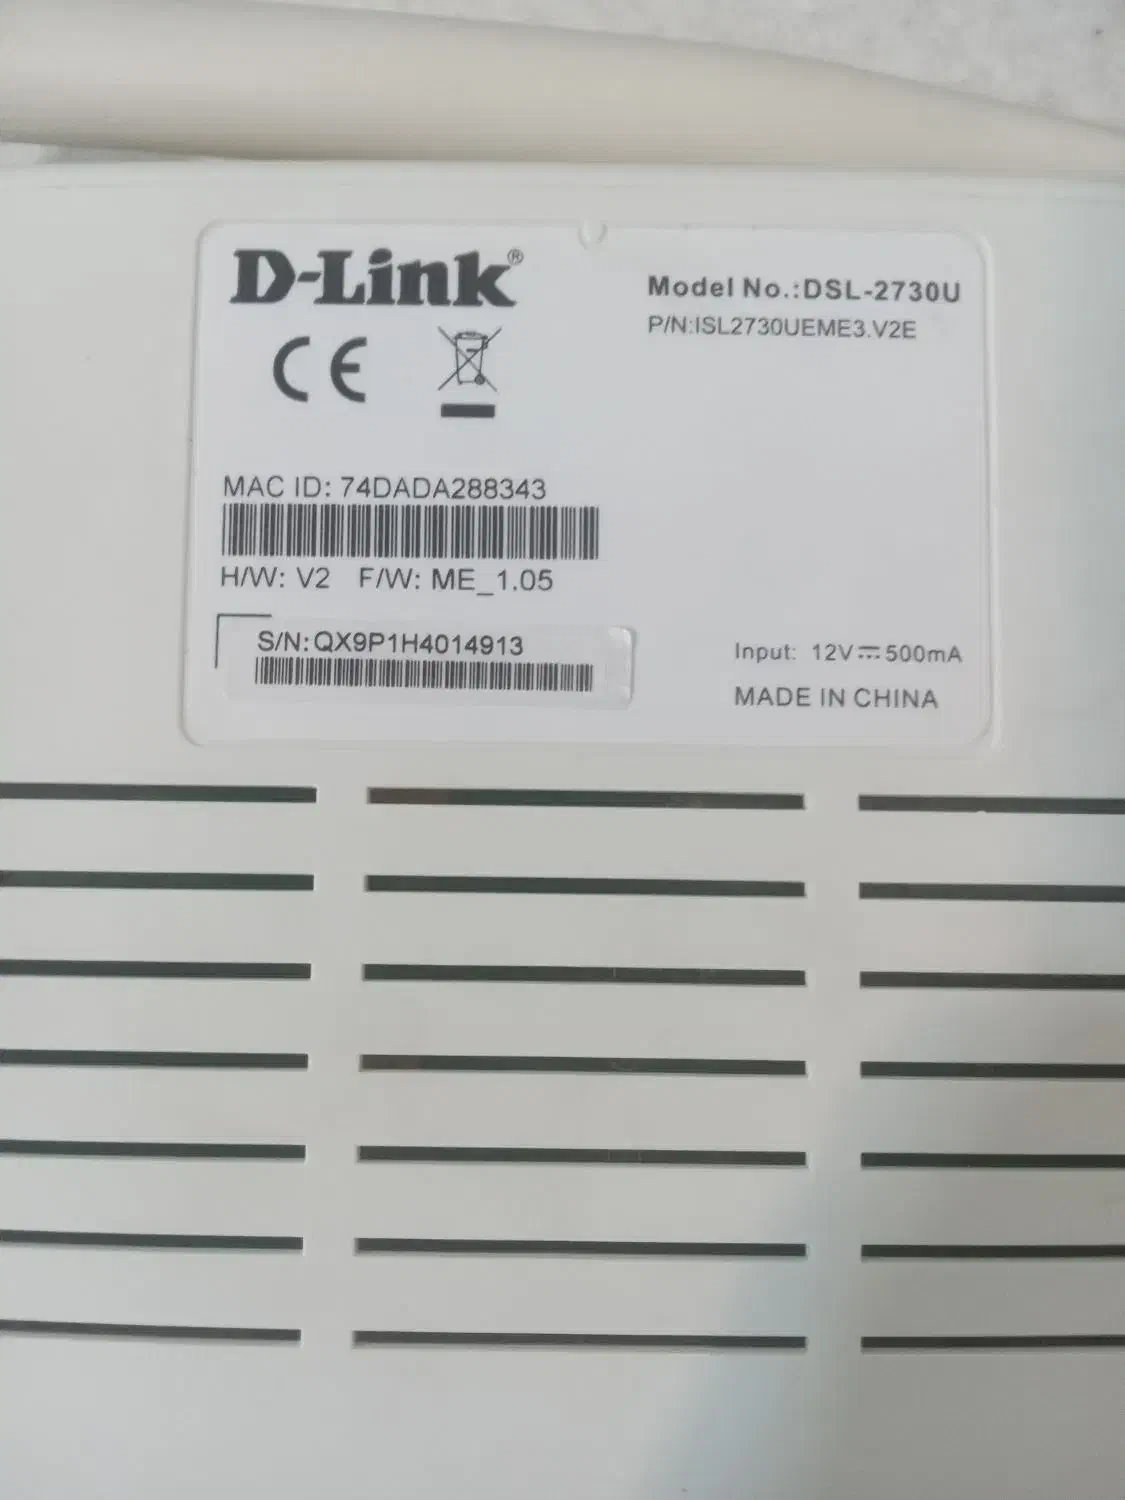 D-Link®
Model No.:DSL-2730U
P/N:ISL2730UEME3.V2E
CE
MAC ID: 74DADA288343
H/W: V2 F/W: ME_1.05
S/N:QX9P1H4014913
Input: 12V⎓500mA
MADE IN CHINA